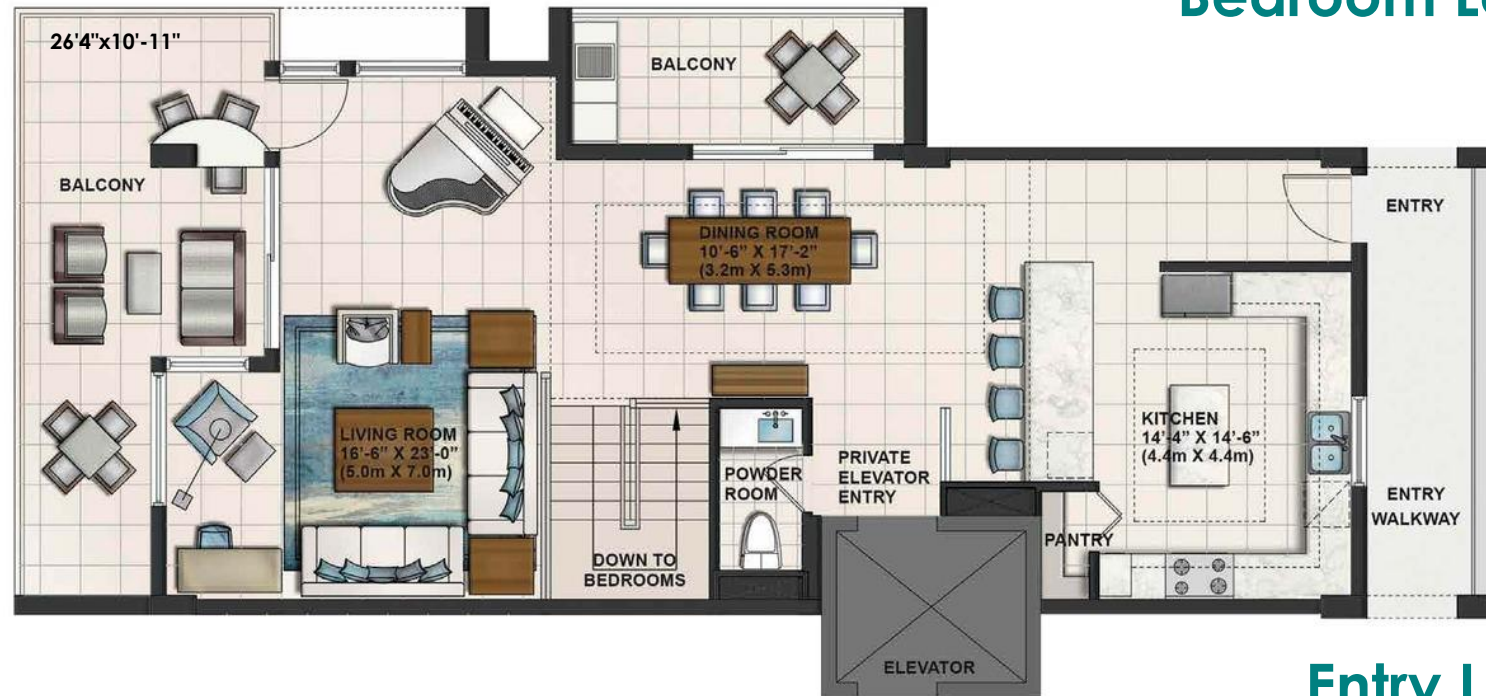 Bedroom L
26'4"x10'-11"
BALCONY
BALCONY
ENTRY
DINING ROOM
10'-6" X 17'-2"
(3.2m X 5.3m)
LIVING ROOM
16'-6" X 23'-0"
(5.0m X 7.0m)
KITCHEN
14'-4" X 14'-6"
(4.4m X 4.4m)
POWDER
ROOM
PRIVATE
ELEVATOR
ENTRY
ENTRY
WALKWAY
PANTRY
DOWN TO
BEDROOMS
ELEVATOR
Entry L